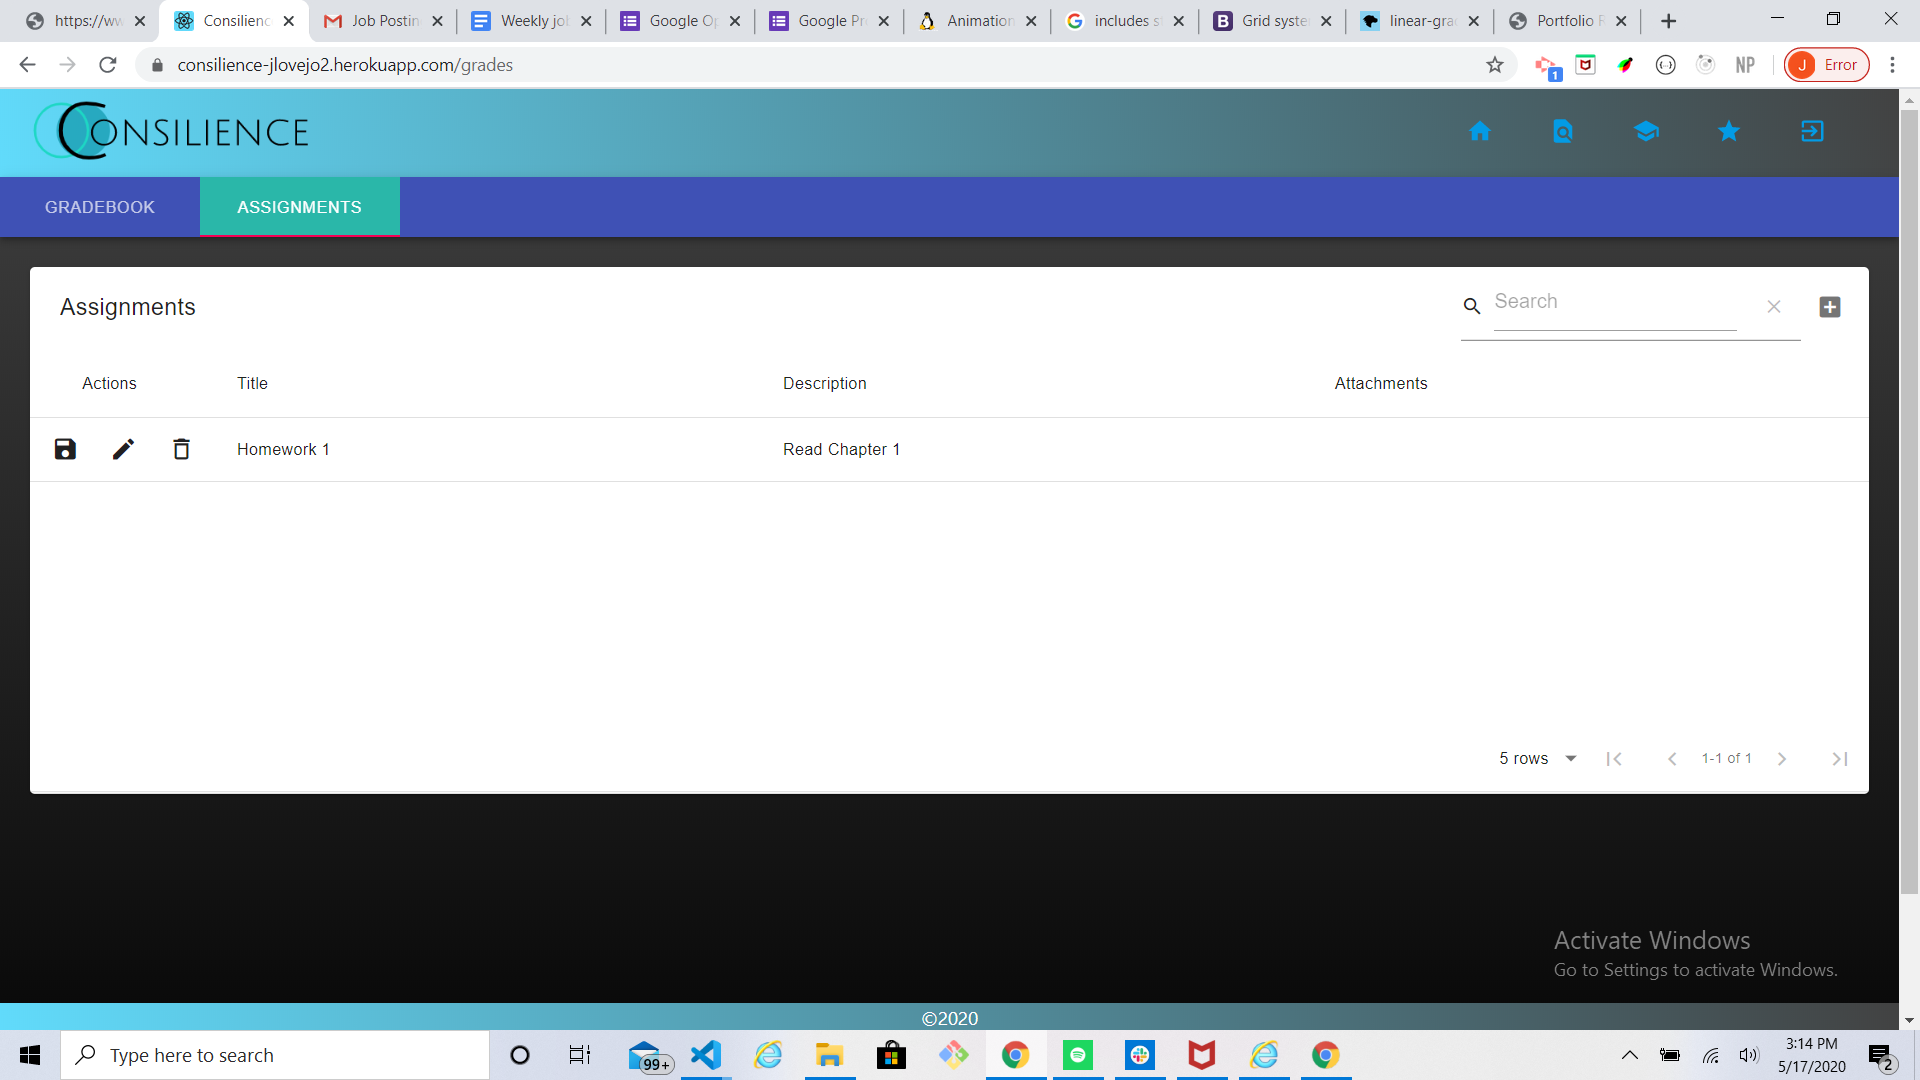 https://ww
Consilienc
Job Postin
Weekly jo
Google Op
Google Pr
Animation
includes s
Grid syste
linear-gra
Portfolio R
consilience-jlovejo2.herokuapp.com/grades
1
NP
J Error
CONSILIENCE
GRADEBOOK ASSIGNMENTS
Assignments
Search
Actions Title Description Attachments
Homework 1 Read Chapter 1
5 rows 1-1 of 1
Activate Windows
Go to Settings to activate Windows.
©2020
Type here to search
99+
3:14 PM
5/17/2020
2